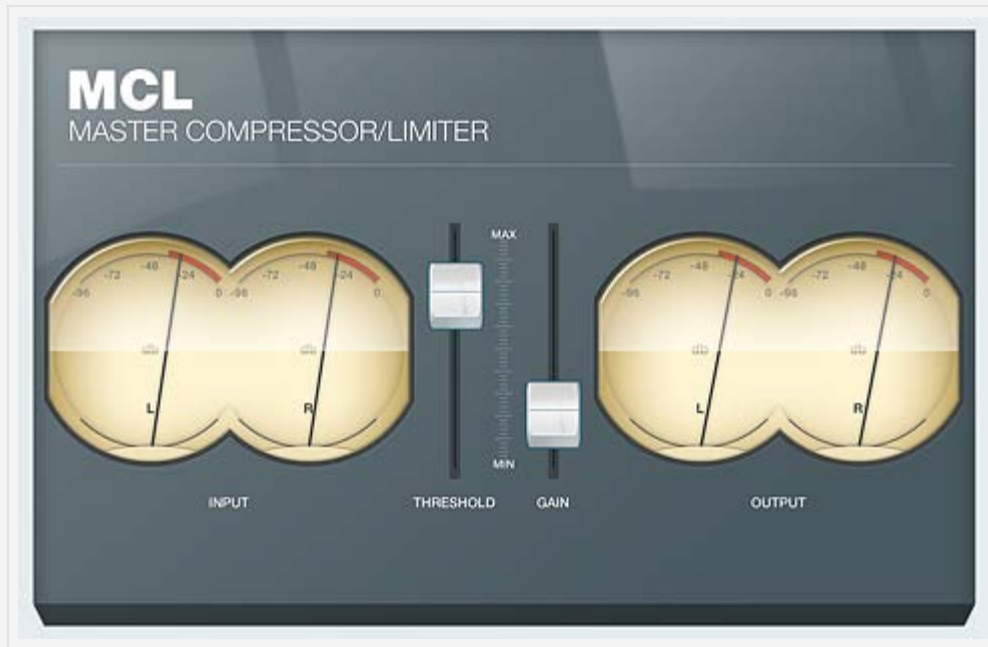 MCL
MASTER COMPRESSOR/LIMITER
-96 -72 -48 -24 0
db
L
-96 -72 -48 -24 0
db
R
MAX
MIN
-96 -72 -48 -24 0
db
L
-96 -72 -48 -24 0
db
R
INPUT
THRESHOLD
GAIN
OUTPUT